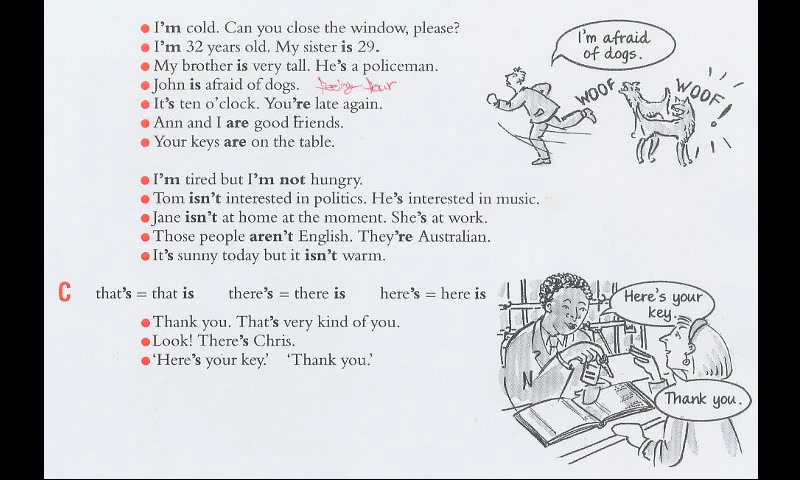 I'm cold. Can you close the window, please?
I'm 32 years old. My sister is 29.
My brother is very tall. He's a policeman.
John is afraid of dogs.
It's ten o'clock. You're late again.
Ann and I are good friends.
Your keys are on the table.
I'm afraid
of dogs.
WOOF
WOOF!
I'm tired but I'm not hungry.
Tom isn't interested in politics. He's interested in music.
Jane isn't at home at the moment. She's at work.
Those people aren't English. They're Australian.
It's sunny today but it isn't warm.
C that's = that is there's = there is here's = here is
Thank you. That's very kind of you.
Look! There's Chris.
'Here's your key.' 'Thank you.'
Here's your
key.
Thank you.